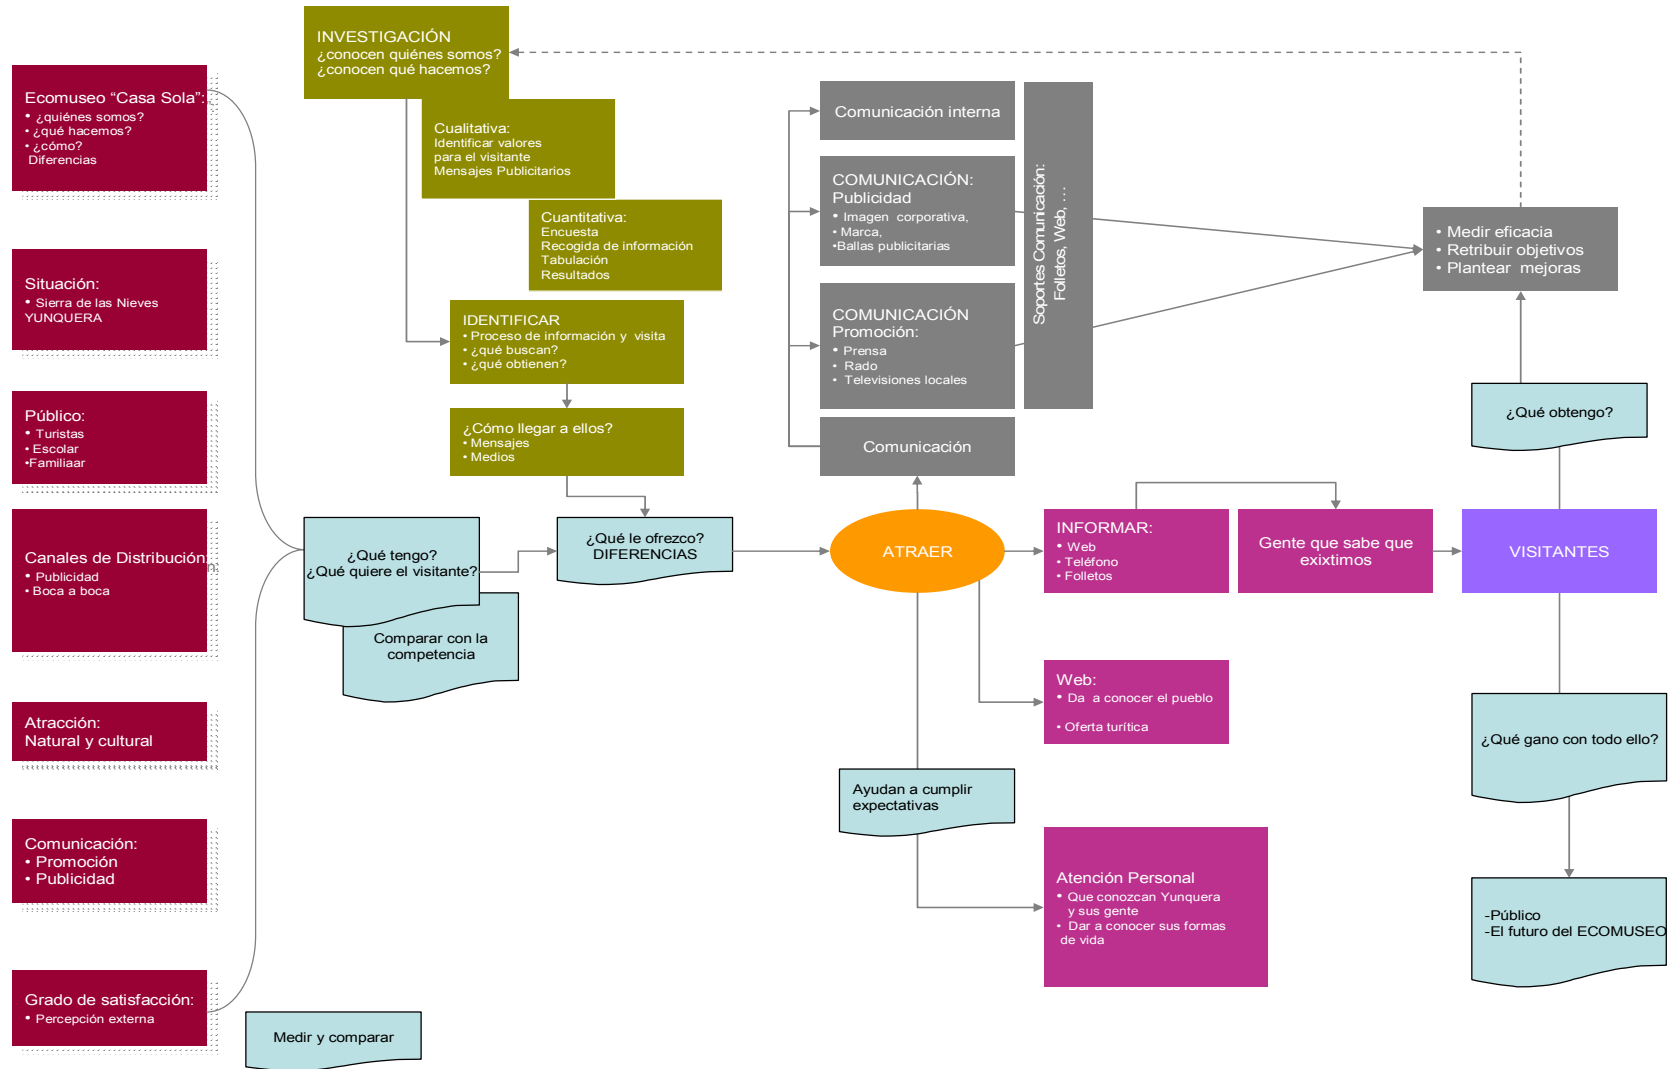 INVESTIGACIÓN
¿conocen quiénes somos?
¿conocen qué hacemos?
Ecomuseo “Casa Sola”:
• ¿quiénes somos?
• ¿qué hacemos?
• ¿cómo?
Diferencias
Cualitativa:
Identificar valores
para el visitante
Mensajes Publicitarios
Cuantitativa:
Encuesta
Recogida de información
Tabulación
Resultados
Situación:
• Sierra de las Nieves
YUNQUERA
IDENTIFICAR
• Proceso de información y visita
• ¿qué buscan?
• ¿qué obtienen?
Público:
• Turistas
• Escolar
•Familiaar
¿Cómo llegar a ellos?
• Mensajes
• Medios
Canales de Distribución:
• Publicidad
• Boca a boca
Atracción:
Natural y cultural
Comunicación:
• Promoción
• Publicidad
Grado de satisfacción:
• Percepción externa
Medir y comparar
¿Qué tengo?
¿Qué quiere el visitante?
Comparar con la
competencia
¿Qué le ofrezco?
DIFERENCIAS
ATRAER
Comunicación interna
COMUNICACIÓN:
Publicidad
• Imagen corporativa,
• Marca,
•Ballas publicitarias
COMUNICACIÓN
Promoción:
• Prensa
• Rado
• Televisiones locales
Comunicación
Soportes Comunicación:
Folletos, Web, …
• Medir eficacia
• Retribuir objetivos
• Plantear mejoras
¿Qué obtengo?
INFORMAR:
• Web
• Teléfono
• Folletos
Gente que sabe que
exixtimos
VISITANTES
Web:
• Da a conocer el pueblo
• Oferta turítica
Ayudan a cumplir
expectativas
Atención Personal
• Que conozcan Yunquera
y sus gente
• Dar a conocer sus formas
de vida
¿Qué gano con todo ello?
-Público
-El futuro del ECOMUSEO